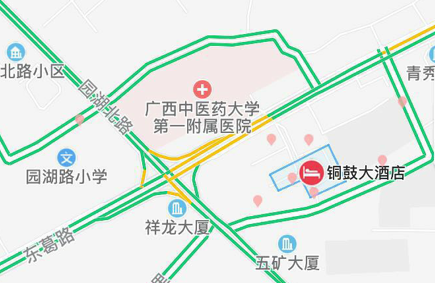 北路小区
园湖北路
广西中医药大学
第一附属医院
青秀
园湖路小学
铜鼓大酒店
祥龙大厦
东葛路
五矿大厦